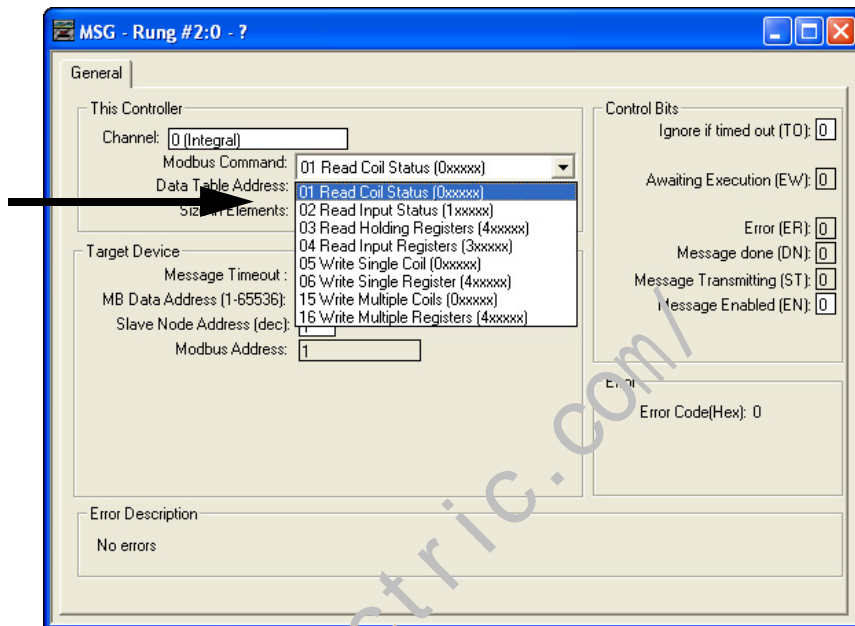 MSG - Rung #2:0 - ?
General
This Controller
Channel: 0 (Integral)
Modbus Command: 01 Read Coil Status (0xxxxx)
Data Table Address:
Size in Elements:
01 Read Coil Status (0xxxxx)
02 Read Input Status (1xxxxx)
03 Read Holding Registers (4xxxxx)
04 Read Input Registers (3xxxxx)
05 Write Single Coil (0xxxxx)
06 Write Single Register (4xxxxx)
15 Write Multiple Coils (0xxxxx)
16 Write Multiple Registers (4xxxxx)
Target Device
Message Timeout :
MB Data Address (1-65536):
Slave Node Address (dec): 1
Modbus Address: 1
Control Bits
Ignore if timed out (TO): 0
Awaiting Execution (EW): 0
Error (ER): 0
Message done (DN): 0
Message Transmitting (ST): 0
Message Enabled (EN): 0
Error
Error Code(Hex): 0
Error Description
No errors
stric.com/